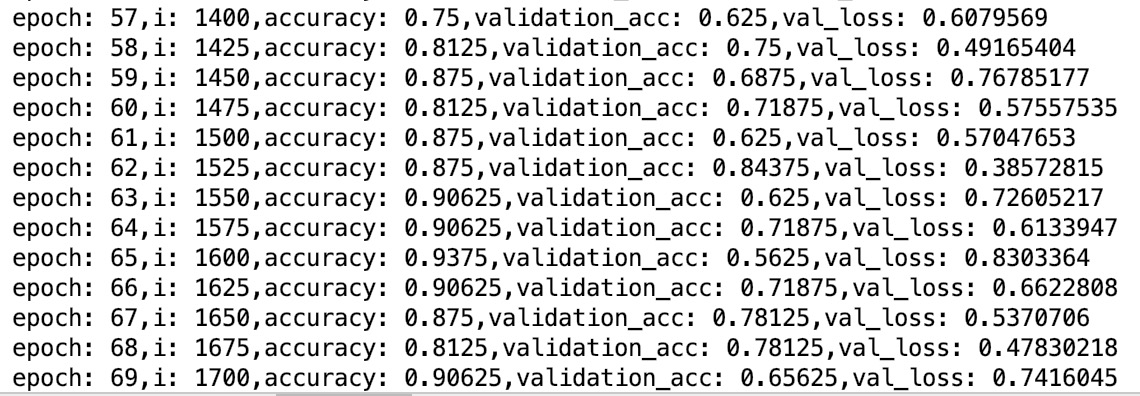 epoch: 57,i: 1400,accuracy: 0.75,validation_acc: 0.625,val_loss: 0.6079569
epoch: 58,i: 1425,accuracy: 0.8125,validation_acc: 0.75,val_loss: 0.49165404
epoch: 59,i: 1450,accuracy: 0.875,validation_acc: 0.6875,val_loss: 0.76785177
epoch: 60,i: 1475,accuracy: 0.8125,validation_acc: 0.71875,val_loss: 0.57557535
epoch: 61,i: 1500,accuracy: 0.875,validation_acc: 0.625,val_loss: 0.57047653
epoch: 62,i: 1525,accuracy: 0.875,validation_acc: 0.84375,val_loss: 0.38572815
epoch: 63,i: 1550,accuracy: 0.90625,validation_acc: 0.625,val_loss: 0.72605217
epoch: 64,i: 1575,accuracy: 0.90625,validation_acc: 0.71875,val_loss: 0.6133947
epoch: 65,i: 1600,accuracy: 0.9375,validation_acc: 0.5625,val_loss: 0.8303364
epoch: 66,i: 1625,accuracy: 0.90625,validation_acc: 0.71875,val_loss: 0.6622808
epoch: 67,i: 1650,accuracy: 0.875,validation_acc: 0.78125,val_loss: 0.5370706
epoch: 68,i: 1675,accuracy: 0.8125,validation_acc: 0.78125,val_loss: 0.47830218
epoch: 69,i: 1700,accuracy: 0.90625,validation_acc: 0.65625,val_loss: 0.7416045